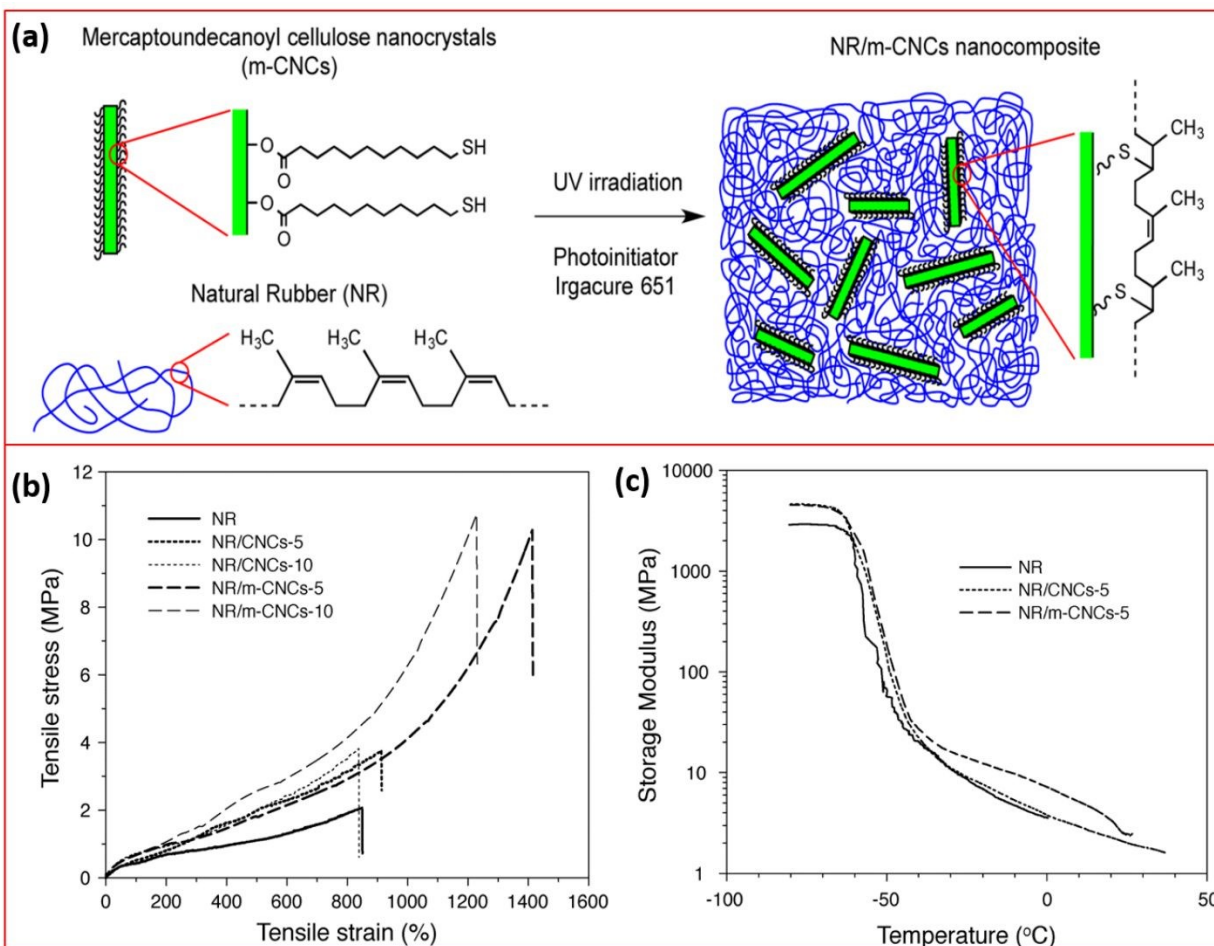 (a)
Mercaptoundecanoyl cellulose nanocrystals
(m-CNCs)
O
O
SH
O
O
SH
Natural Rubber (NR)
H₃C
H₃C
H₃C
UV irradiation
Photoinitiator
Irgacure 651
NR/m-CNCs nanocomposite
CH₃
S
CH₃
S
CH₃
(b)
Tensile stress (MPa)
12
10
8
6
4
2
0
NR
NR/CNCs-5
NR/CNCs-10
NR/m-CNCs-5
NR/m-CNCs-10
0 200 400 600 800 1000 1200 1400 1600
Tensile strain (%)
(c)
Storage Modulus (MPa)
10000
1000
100
10
1
NR
NR/CNCs-5
NR/m-CNCs-5
-100 -50 0 50
Temperature (°C)